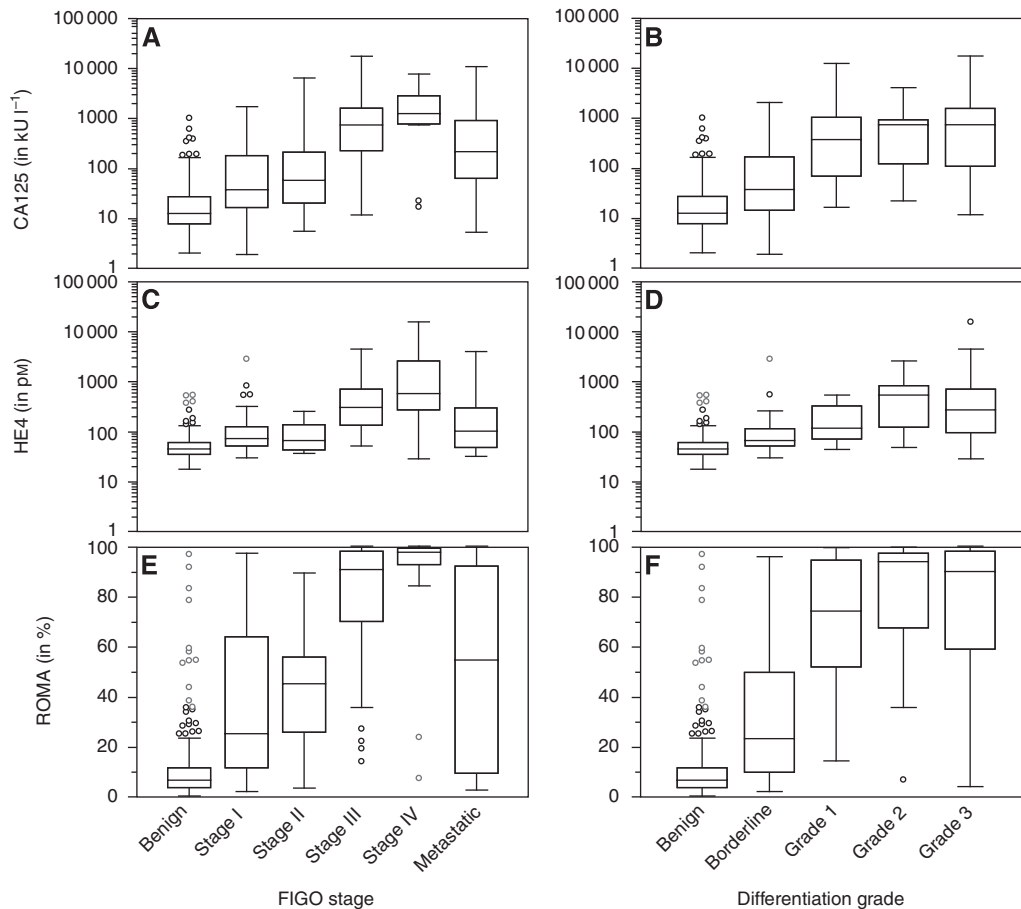 A
B
CA125 (in kU l⁻¹)
100 000
10 000
1000
100
10
1
100 000
10 000
1000
100
10
1
C
D
HE4 (in pM)
100 000
10 000
1000
100
10
1
100 000
10 000
1000
100
10
1
E
F
ROMA (in %)
100
80
60
40
20
0
100
80
60
40
20
0
Benign
Stage I
Stage II
Stage III
Stage IV
Metastatic
Benign
Borderline
Grade 1
Grade 2
Grade 3
FIGO stage
Differentiation grade